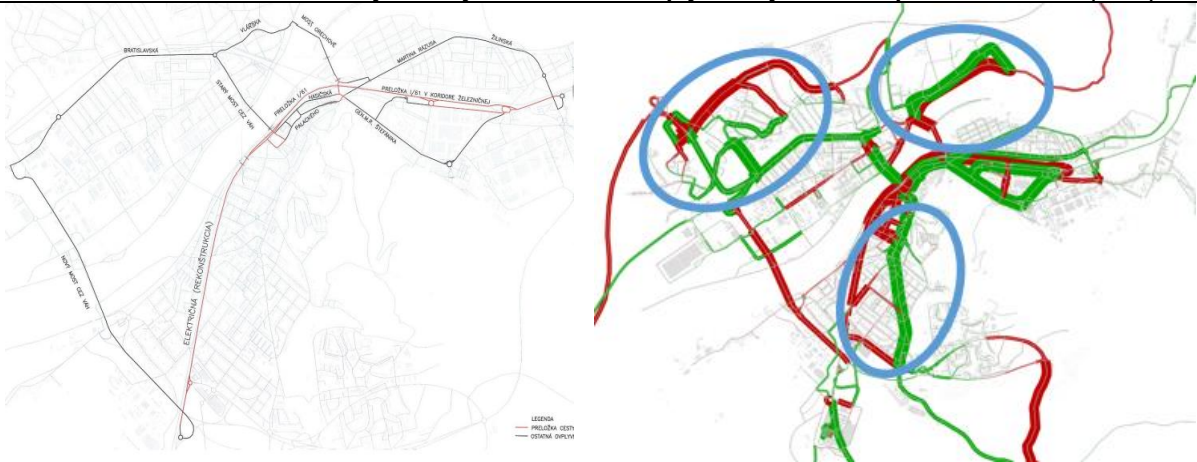 BRATISLAVSKÁ
VLÁRSKA
MOST ORECHOVÉ
STARÝ MOST CEZ VÁH
MARTINA RÁZUSA
ŽILINSKÁ
PRELOŽKA I/61
HASIČSKÁ
PALACKÉHO
PRELOŽKA I/61 V KORIDORE ŽELEZNIČNEJ
GEN.M.R. ŠTEFÁNIKA
ELEKTRIČNÁ (REKONŠTRUKCIA)
NOVÝ MOST CEZ VÁH
LEGENDA
PRELOŽKA CESTY
OSTATNÁ OVPLYV